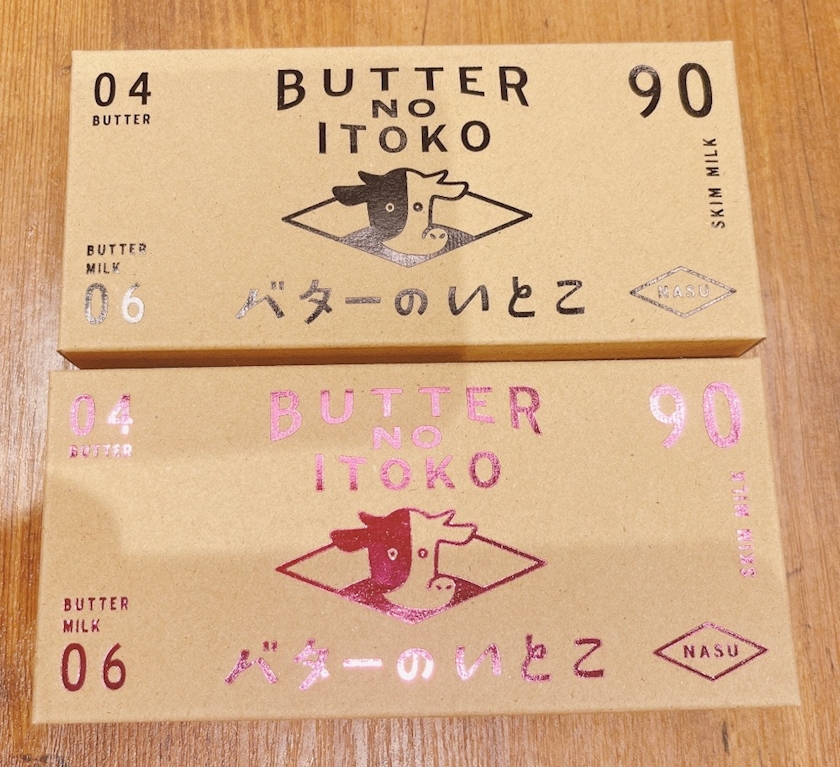 04
BUTTER
BUTTER
NO
ITOKO
90
SKIM MILK
BUTTER
MILK
06
バターのいとこ
NASU
04
BUTTER
BUTTER
NO
ITOKO
90
SKIM MILK
BUTTER
MILK
06
バターのいとこ
NASU